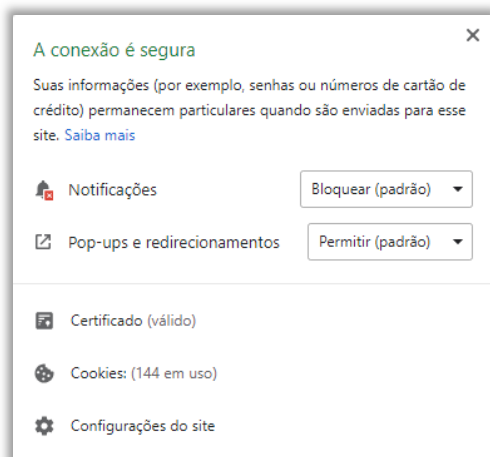 A conexão é segura
Suas informações (por exemplo, senhas ou números de cartão de
crédito) permanecem particulares quando são enviadas para esse
site. Saiba mais
Notificações Bloquear (padrão)
Pop-ups e redirecionamentos Permitir (padrão)
Certificado (válido)
Cookies: (144 em uso)
Configurações do site